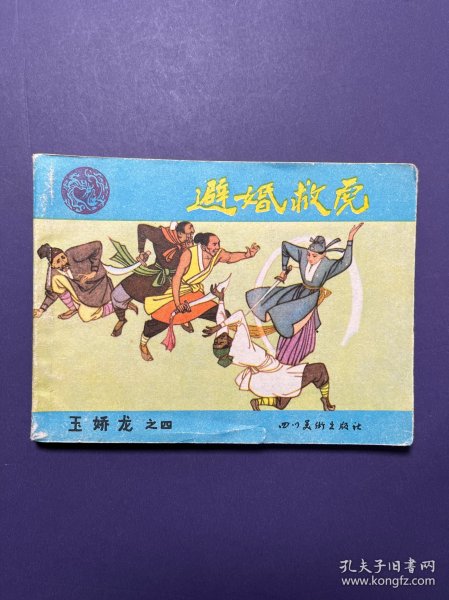 避婚救虎
玉娇龙 之四
四川美术出版社
孔夫子旧书网
www.kongfz.com